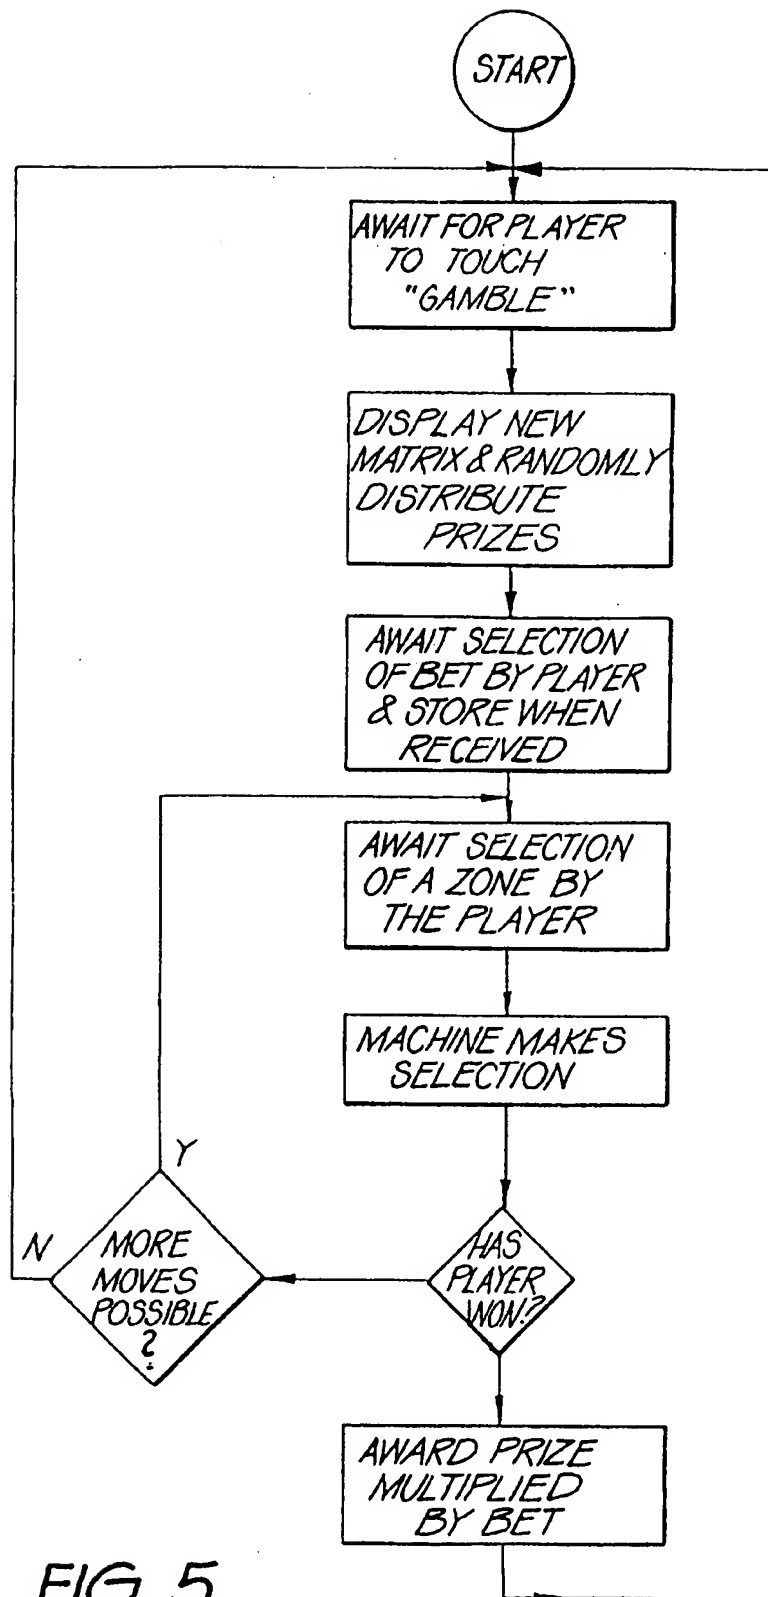 START
AWAIT FOR PLAYER
TO TOUCH
"GAMBLE"
DISPLAY NEW
MATRIX & RANDOMLY
DISTRIBUTE
PRIZES
AWAIT SELECTION
OF BET BY PLAYER
& STORE WHEN
RECEIVED
AWAIT SELECTION
OF A ZONE BY
THE PLAYER
MACHINE MAKES
SELECTION
Y
N
MORE
MOVES
POSSIBLE
?
HAS
PLAYER
WON?
AWARD PRIZE
MULTIPLIED
BY BET
FIG. 5